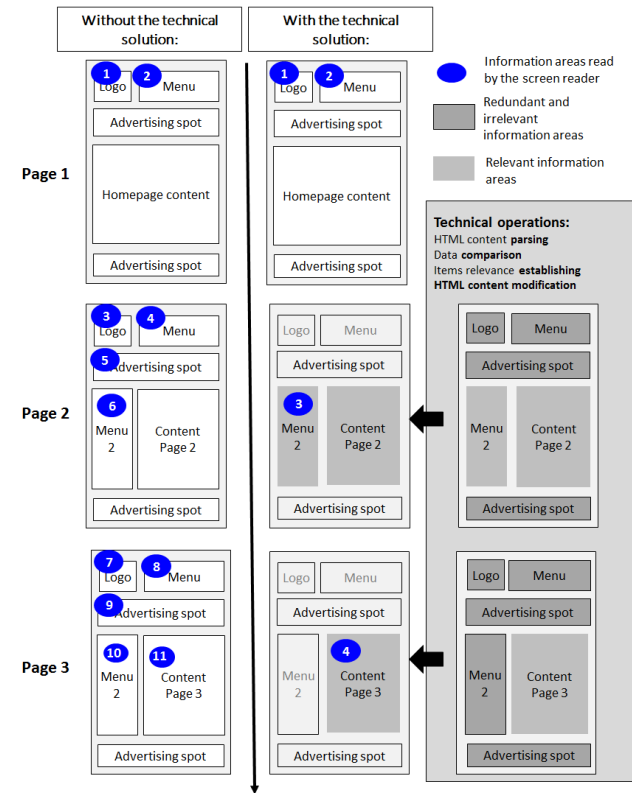 Without the technical
solution:
With the technical
solution:
1
2
Logo
Menu
Advertising spot
Homepage content
Advertising spot
1
2
Logo
Menu
Advertising spot
Homepage content
Advertising spot
Information areas read
by the screen reader
Redundant and
irrelevant
information areas
Relevant information
areas
Page 1
Technical operations:
HTML content parsing
Data comparison
Items relevance establishing
HTML content modification
Page 2
3
4
Logo
Menu
5
Advertising spot
6
Menu
2
Content
Page 2
Advertising spot
Logo
Menu
Advertising spot
3
Menu
2
Content
Page 2
Advertising spot
Logo
Menu
Advertising spot
Menu
2
Content
Page 2
Advertising spot
Page 3
7
8
Logo
Menu
9
Advertising spot
10
11
Menu
2
Content
Page 3
Advertising spot
Logo
Menu
Advertising spot
4
Menu
2
Content
Page 3
Advertising spot
Logo
Menu
Advertising spot
Menu
2
Content
Page 3
Advertising spot